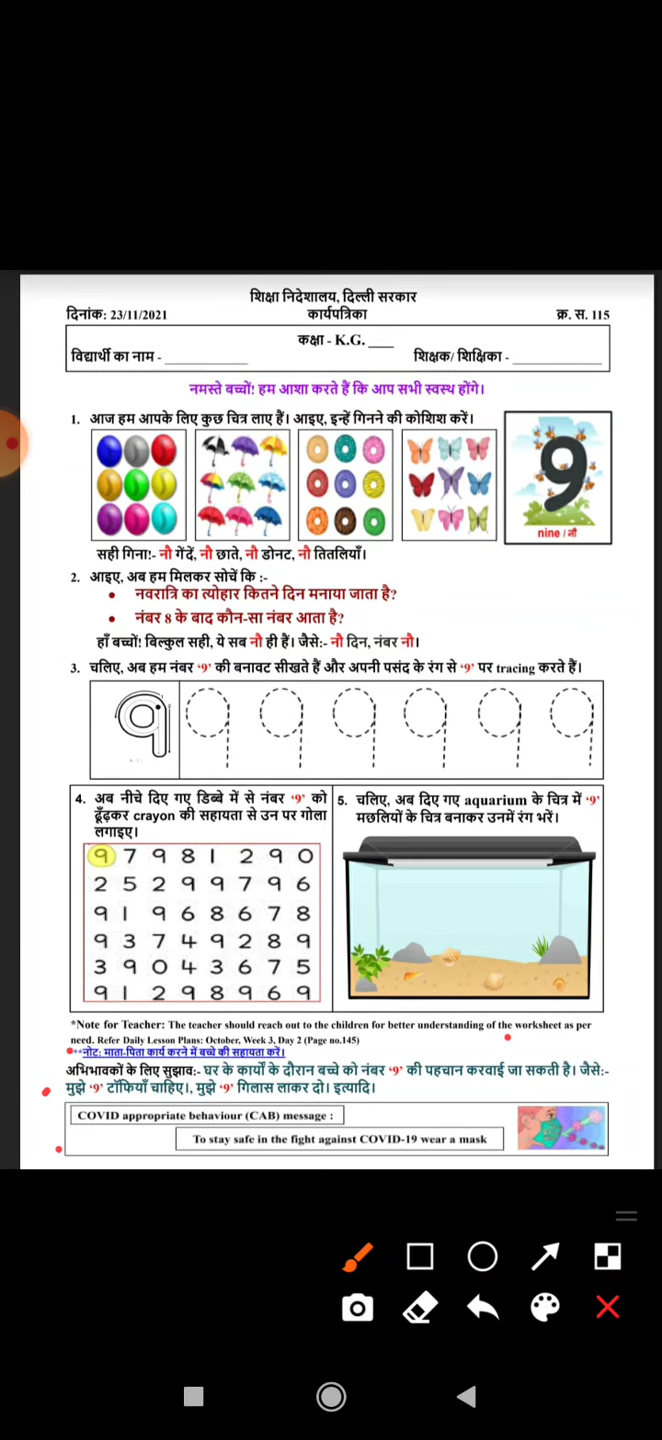 शिक्षा निदेशालय, दिल्ली सरकार
दिनांक: 23/11/2021 कार्यपत्रिका क्र. स. 115
कक्षा - K.G. ____
विद्यार्थी का नाम - ____________ शिक्षक/ शिक्षिका - ____________
नमस्ते बच्चों! हम आशा करते हैं कि आप सभी स्वस्थ होंगे।
1. आज हम आपके लिए कुछ चित्र लाए हैं। आइए, इन्हें गिनने की कोशिश करें।
9
nine / नौ
सही गिना!- नौ गेंदें, नौ छाते, नौ डोनट, नौ तितलियाँ।
2. आइए, अब हम मिलकर सोचें कि :-
• नवरात्रि का त्योहार कितने दिन मनाया जाता है?
• नंबर 8 के बाद कौन-सा नंबर आता है?
हाँ बच्चों! बिल्कुल सही, ये सब नौ ही हैं। जैसे:- नौ दिन, नंबर नौ।
3. चलिए, अब हम नंबर ‘9’ की बनावट सीखते हैं और अपनी पसंद के रंग से ‘9’ पर tracing करते हैं।
9 9 9 9 9 9 9
4. अब नीचे दिए गए डिब्बे में से नंबर ‘9’ को
ढूँढ़कर crayon की सहायता से उन पर गोला
लगाइए।
9 7 9 8 1 2 9 0
2 5 2 9 9 7 9 6
9 1 9 6 8 6 7 8
9 3 7 4 9 2 8 9
3 9 0 4 3 6 7 5
9 1 2 9 8 9 6 9
5. चलिए, अब दिए गए aquarium के चित्र में ‘9’
मछलियों के चित्र बनाकर उनमें रंग भरें।
*Note for Teacher: The teacher should reach out to the children for better understanding of the worksheet as per
need. Refer Daily Lesson Plans: October, Week 3, Day 2 (Page no.145)
**नोट: माता-पिता कार्य करने में बच्चे की सहायता करें।
अभिभावकों के लिए सुझाव:- घर के कार्यों के दौरान बच्चे को नंबर ‘9’ की पहचान करवाई जा सकती है। जैसे:-
मुझे ‘9’ टॉफियाँ चाहिए।, मुझे ‘9’ गिलास लाकर दो। इत्यादि।
COVID appropriate behaviour (CAB) message :
To stay safe in the fight against COVID-19 wear a mask